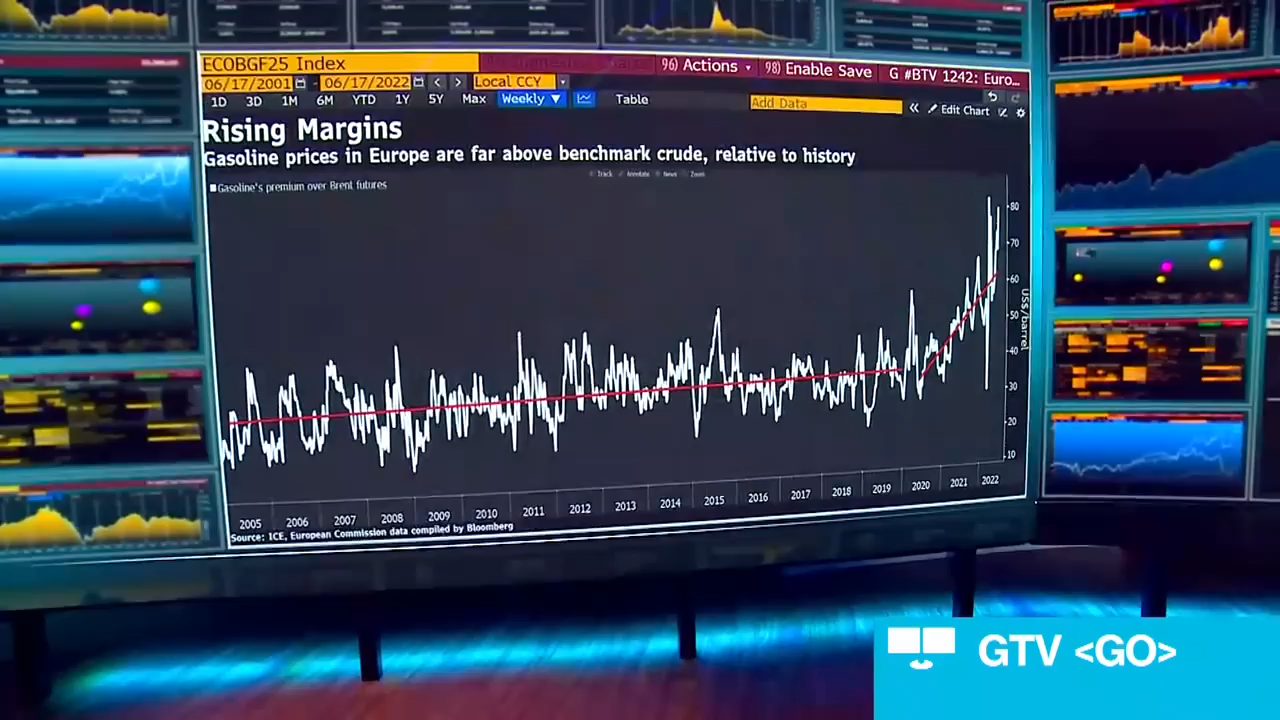 ECOBGF25 Index
96) Actions
98) Enable Save
G #BTV 1242: Euro...
06/17/2001 - 06/17/2022
Local CCY
1D 3D 1M 6M YTD 1Y 5Y Max Weekly ▼ Table
Add Data
« Edit Chart
Rising Margins
Gasoline prices in Europe are far above benchmark crude, relative to history
Track Annotate News Zoom
Gasoline's premium over Brent futures
80
70
60
50
40
30
20
10
US$/barrel
2005 2006 2007 2008 2009 2010 2011 2012 2013 2014 2015 2016 2017 2018 2019 2020 2021 2022
Source: ICE, European Commission data compiled by Bloomberg
GTV <GO>